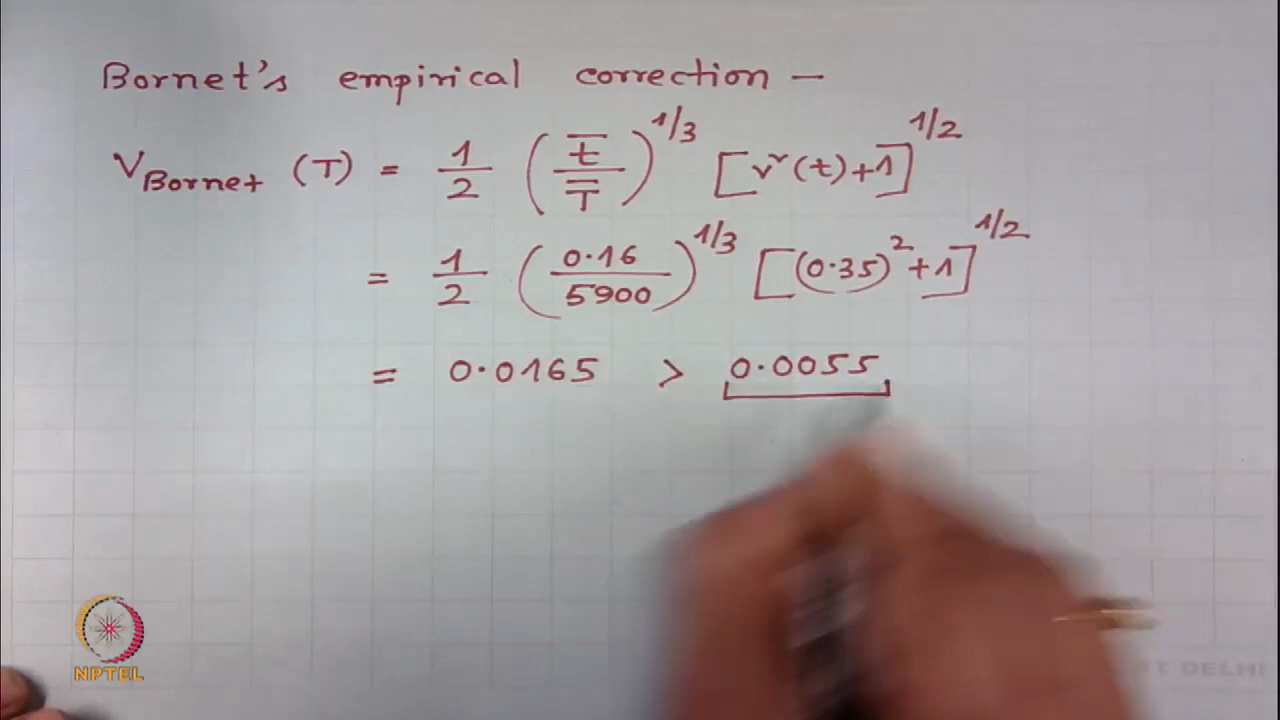 Bornet's empirical correction —
V_Bornet (T) = 1/2 (t̅/T̅)^1/3 [v^r(t)+1]^1/2
= 1/2 (0.16/5900)^1/3 [(0.35)^2+1]^1/2
= 0.0165 > 0.0055
NPTEL